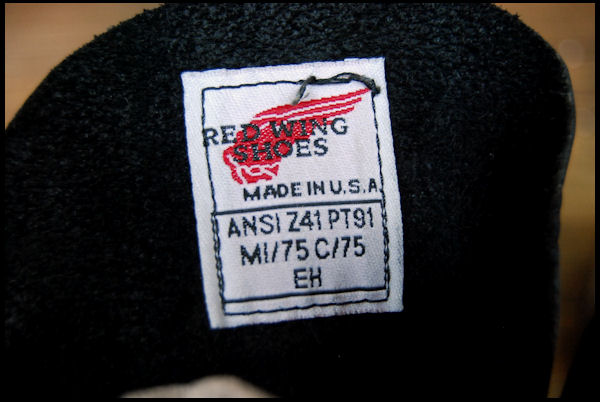 RED WING
SHOES
MADE IN U.S.A
ANSI Z41 PT91
MI/75 C/75
EH